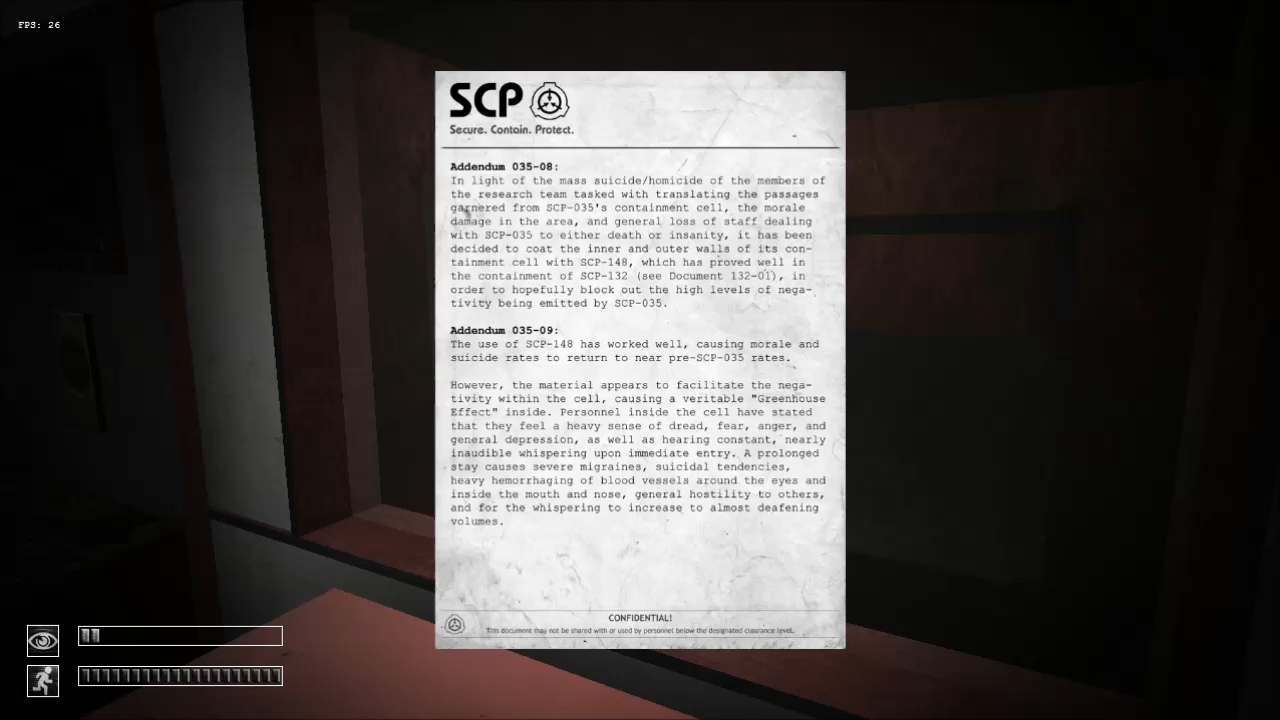 FPS: 26
SCP
Secure. Contain. Protect.
Addendum 035-08:
In light of the mass suicide/homicide of the members of
the research team tasked with translating the passages
garnered from SCP-035's containment cell, the morale
damage in the area, and general loss of staff dealing
with SCP-035 to either death or insanity, it has been
decided to coat the inner and outer walls of its con-
tainment cell with SCP-148, which has proved well in
the containment of SCP-132 (see Document 132-01), in
order to hopefully block out the high levels of nega-
tivity being emitted by SCP-035.
Addendum 035-09:
The use of SCP-148 has worked well, causing morale and
suicide rates to return to near pre-SCP-035 rates.
However, the material appears to facilitate the nega-
tivity within the cell, causing a veritable "Greenhouse
Effect" inside. Personnel inside the cell have stated
that they feel a heavy sense of dread, fear, anger, and
general depression, as well as hearing constant, nearly
inaudible whispering upon immediate entry. A prolonged
stay causes severe migraines, suicidal tendencies,
heavy hemorrhaging of blood vessels around the eyes and
inside the mouth and nose, general hostility to others,
and for the whispering to increase to almost deafening
volumes.
CONFIDENTIAL!
This document may not be shared with or used by personnel below the designated clearance level.